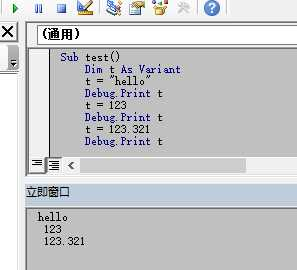 (通用)
Sub test()
    Dim t As Variant
    t = "hello"
    Debug.Print t
    t = 123
    Debug.Print t
    t = 123.321
    Debug.Print t
立即窗口
hello
 123
 123.321